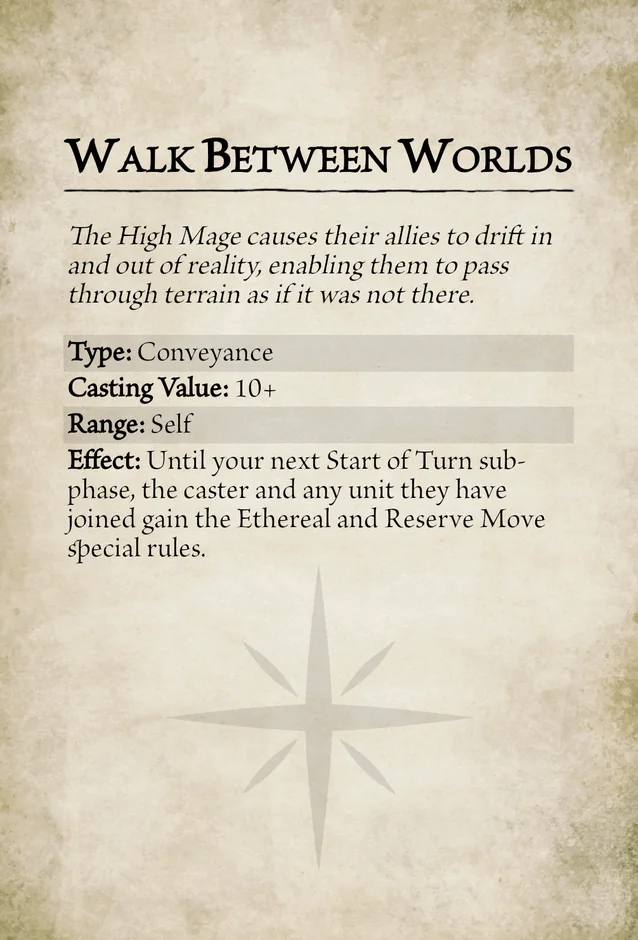 Walk Between Worlds
The High Mage causes their allies to drift in
and out of reality, enabling them to pass
through terrain as if it was not there.
Type: Conveyance
Casting Value: 10+
Range: Self
Effect: Until your next Start of Turn sub-
phase, the caster and any unit they have
joined gain the Ethereal and Reserve Move
special rules.